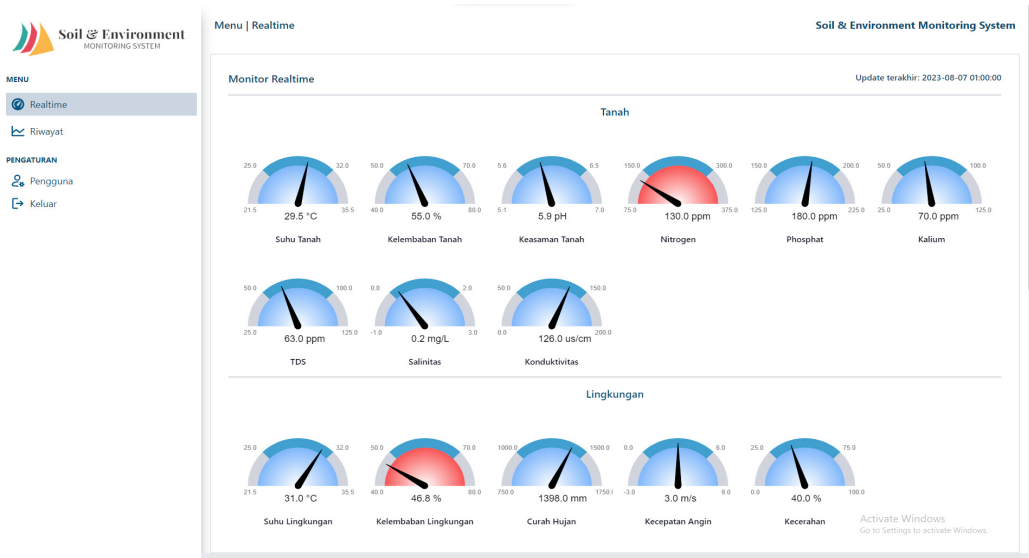 Soil & Environment
MONITORING SYSTEM
Menu | Realtime
Soil & Environment Monitoring System
MENU
Realtime
Riwayat
PENGATURAN
Pengguna
Keluar
Monitor Realtime
Update terakhir: 2023-08-07 01:00:00
Tanah
25.0 32.0 50.0 70.0 5.6 6.5 150.0 300.0 150.0 200.0 50.0 100.0
21.5 35.5 40.0 80.0 5.1 7.0 75.0 375.0 125.0 225.0 25.0 125.0
29.5 °C 55.0 % 5.9 pH 130.0 ppm 180.0 ppm 70.0 ppm
Suhu Tanah Kelembaban Tanah Keasaman Tanah Nitrogen Phosphat Kalium
50.0 100.0 0.0 2.0 50.0 150.0
25.0 125.0 -1.0 3.0 0.0 200.0
63.0 ppm 0.2 mg/L 126.0 us/cm
TDS Salinitas Konduktivitas
Lingkungan
25.0 32.0 50.0 70.0 1000.0 1500.0 0.0 6.0 25.0 75.0
21.5 35.5 40.0 80.0 750.0 1750.( -3.0 9.0 0.0 100.0
31.0 °C 46.8 % 1398.0 mm 3.0 m/s 40.0 %
Suhu Lingkungan Kelembaban Lingkungan Curah Hujan Kecepatan Angin Kecerahan
Activate Windows
Go to Settings to activate Windows.